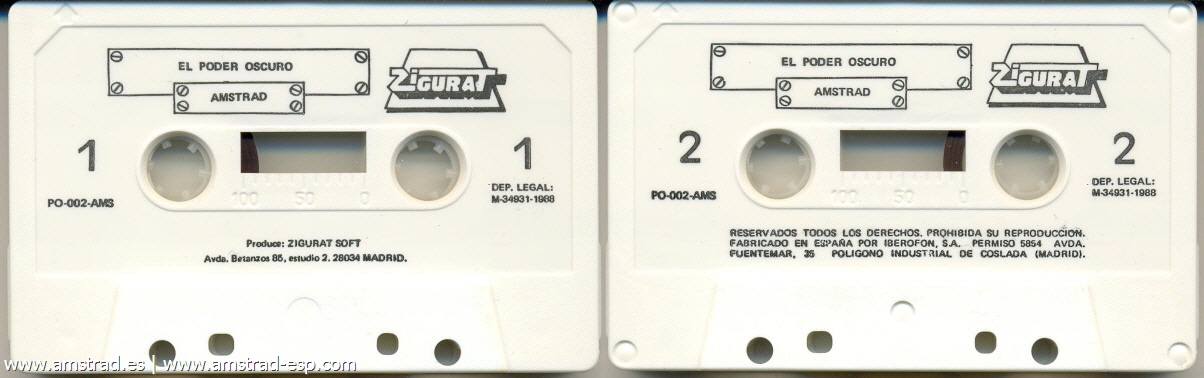 EL PODER OSCURO
AMSTRAD
ZIGURAT
1
1
PO-002-AMS
DEP. LEGAL:
M-34931-1988
100 50 0
Produce: ZIGURAT SOFT
Avda. Betanzos 85, estudio 2. 28034 MADRID.
EL PODER OSCURO
AMSTRAD
ZIGURAT
2
2
PO-002-AMS
DEP. LEGAL:
M-34931-1988
100 50 0
RESERVADOS TODOS LOS DERECHOS. PROHIBIDA SU REPRODUCCION.
FABRICADO EN ESPAÑA POR IBEROFON, S.A. PERMISO 5854 AVDA.
FUENTEMAR, 35 POLIGONO INDUSTRIAL DE COSLADA (MADRID).
www.amstrad.es | www.amstrad-esp.com